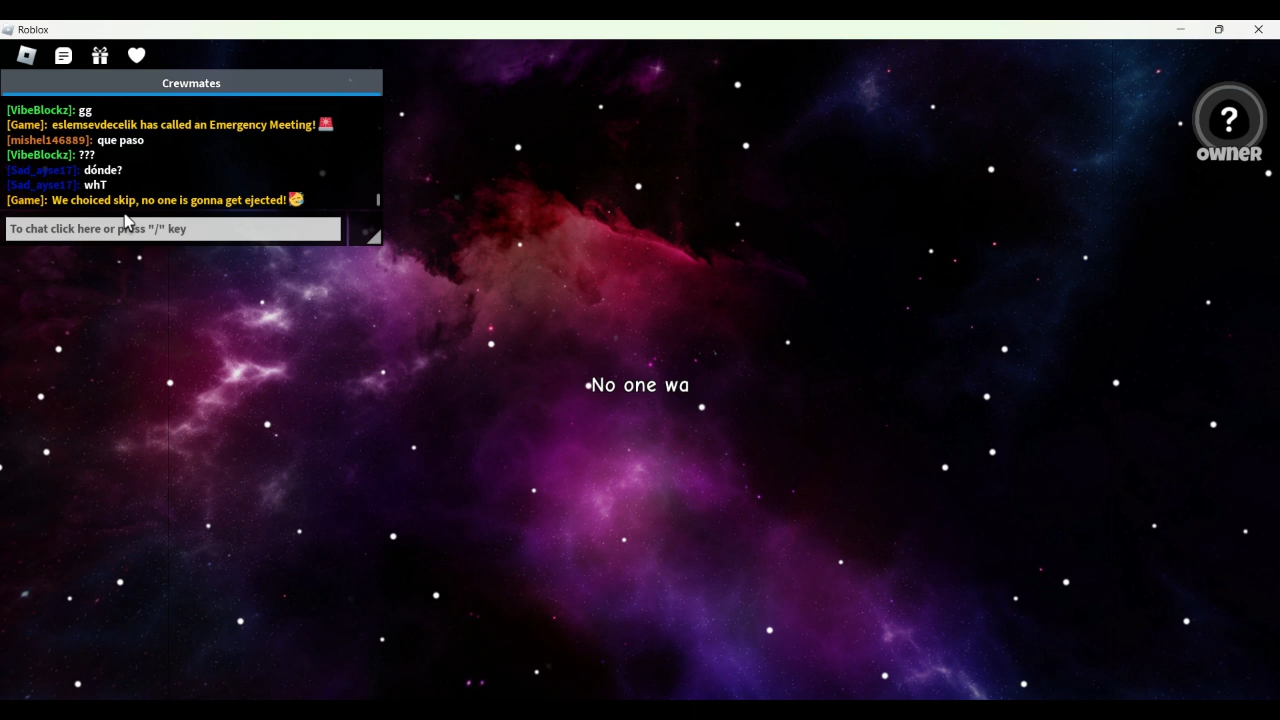 Roblox
Crewmates
[VibeBlockz]: gg
[Game]: eslemsevdecelik has called an Emergency Meeting!
[mishel146889]: que paso
[VibeBlockz]: ???
[Sad_ayse17]: dónde?
[Sad_ayse17]: whT
[Game]: We choiced skip, no one is gonna get ejected!
To chat click here or press "/" key
?
OWNER
No one wa